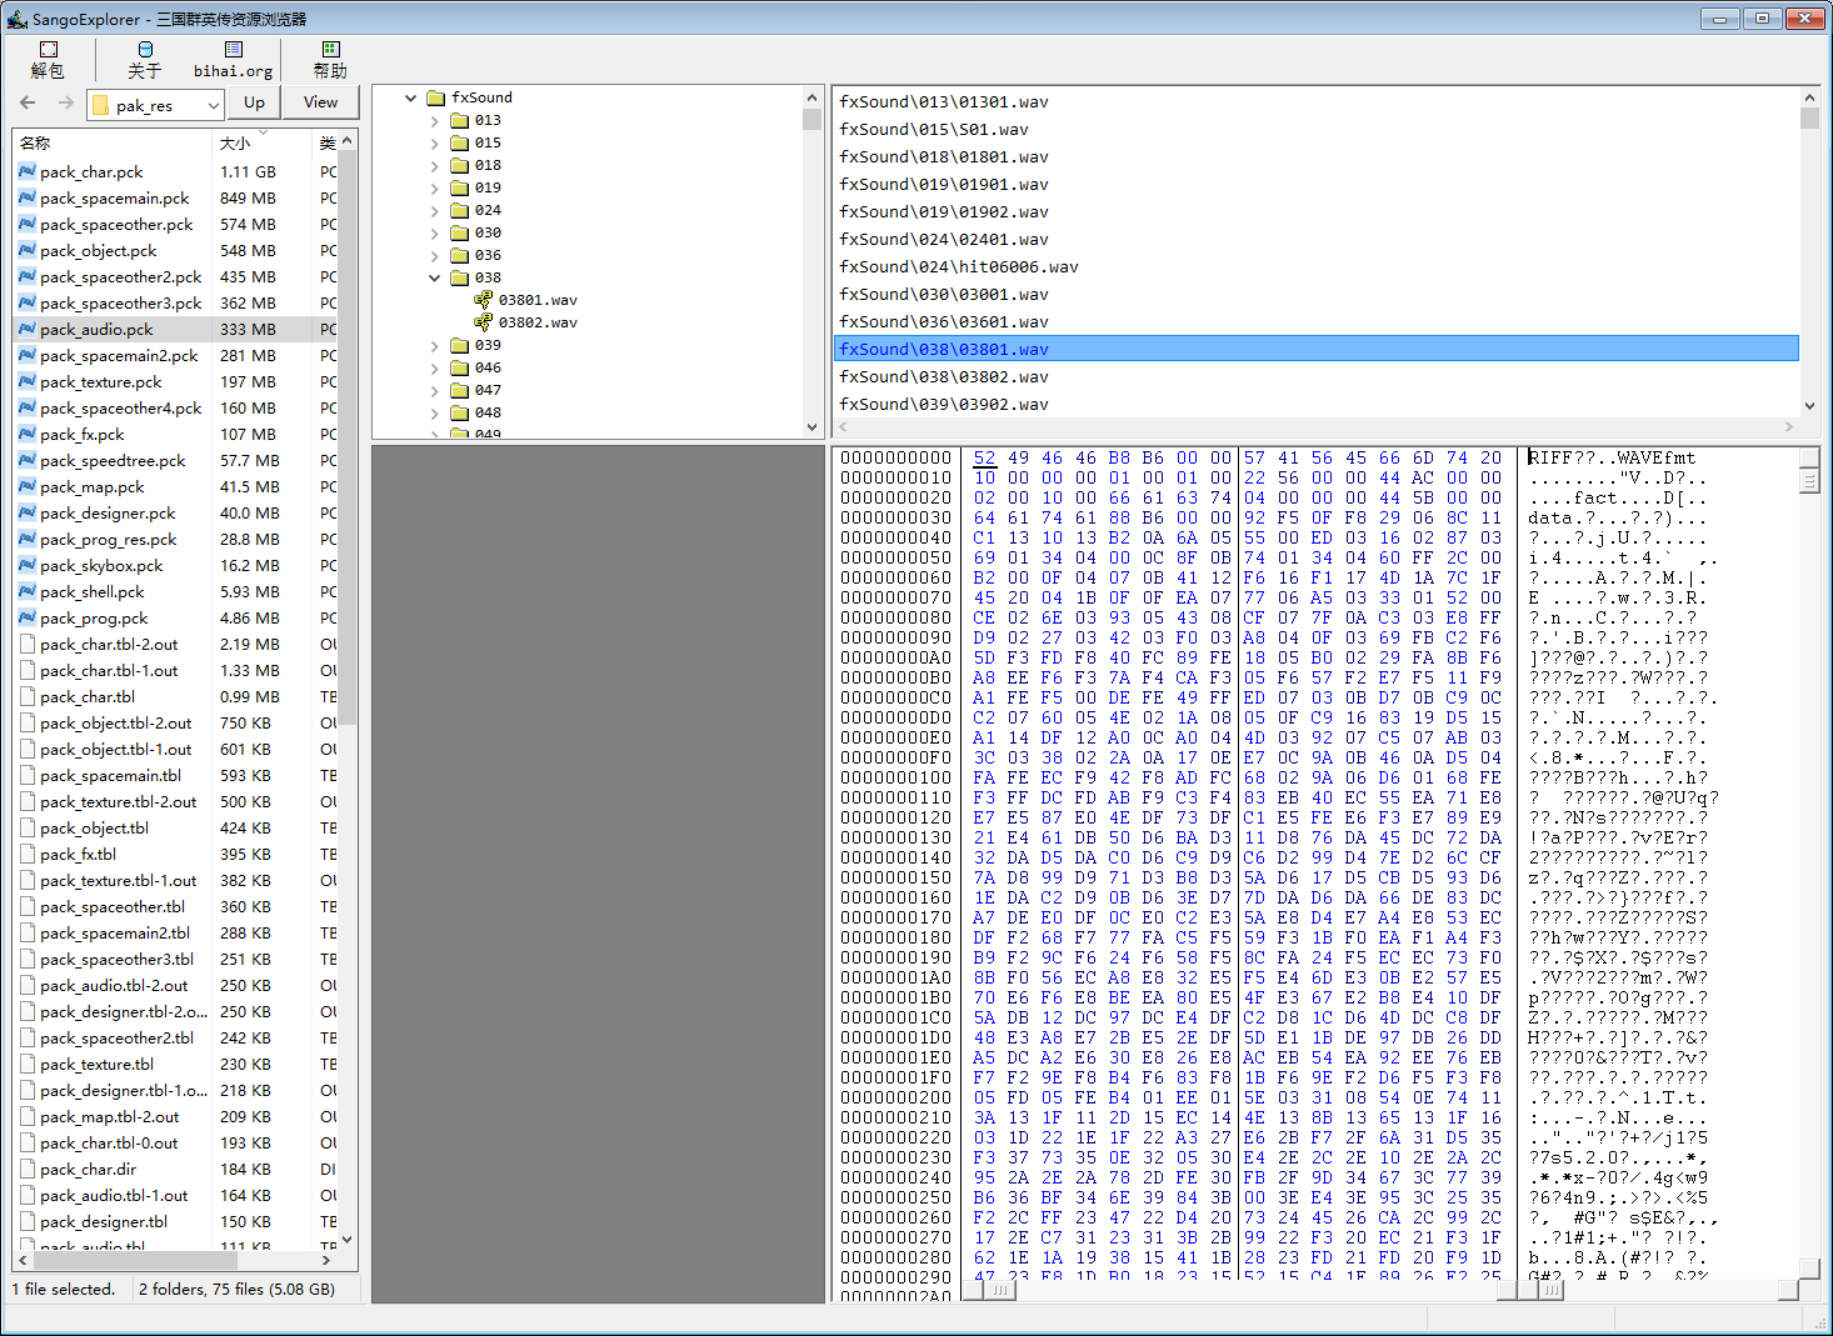 SangoExplorer - 三国群英传资源浏览器
解包 关于 bihai.org 帮助
pak_res Up View
名称 大小 类
pack_char.pck 1.11 GB PC
pack_spacemain.pck 849 MB PC
pack_spaceother.pck 574 MB PC
pack_object.pck 548 MB PC
pack_spaceother2.pck 435 MB PC
pack_spaceother3.pck 362 MB PC
pack_audio.pck 333 MB PC
pack_spacemain2.pck 281 MB PC
pack_texture.pck 197 MB PC
pack_spaceother4.pck 160 MB PC
pack_fx.pck 107 MB PC
pack_speedtree.pck 57.7 MB PC
pack_map.pck 41.5 MB PC
pack_designer.pck 40.0 MB PC
pack_prog_res.pck 28.8 MB PC
pack_skybox.pck 16.2 MB PC
pack_shell.pck 5.93 MB PC
pack_prog.pck 4.86 MB PC
pack_char.tbl-2.out 2.19 MB OU
pack_char.tbl-1.out 1.33 MB OU
pack_char.tbl 0.99 MB TB
pack_object.tbl-2.out 750 KB OU
pack_object.tbl-1.out 601 KB OU
pack_spacemain.tbl 593 KB TB
pack_texture.tbl-2.out 500 KB OU
pack_object.tbl 424 KB TB
pack_fx.tbl 395 KB TB
pack_texture.tbl-1.out 382 KB OU
pack_spaceother.tbl 360 KB TB
pack_spacemain2.tbl 288 KB TB
pack_spaceother3.tbl 251 KB TB
pack_audio.tbl-2.out 250 KB OU
pack_designer.tbl-2.o... 250 KB OU
pack_spaceother2.tbl 242 KB TB
pack_texture.tbl 230 KB TB
pack_designer.tbl-1.o... 218 KB OU
pack_map.tbl-2.out 209 KB OU
pack_char.tbl-0.out 193 KB OU
pack_char.dir 184 KB DI
pack_audio.tbl-1.out 164 KB OU
pack_designer.tbl 150 KB TB
pack_audio.tbl 111 KB TB
1 file selected. 2 folders, 75 files (5.08 GB)
fxSound
013
015
018
019
024
030
036
038
03801.wav
03802.wav
039
046
047
048
049
fxSound\013\01301.wav
fxSound\015\S01.wav
fxSound\018\01801.wav
fxSound\019\01901.wav
fxSound\019\01902.wav
fxSound\024\02401.wav
fxSound\024\hit06006.wav
fxSound\030\03001.wav
fxSound\036\03601.wav
fxSound\038\03801.wav
fxSound\038\03802.wav
fxSound\039\03902.wav
0000000000 52 49 46 46 B8 B6 00 00 57 41 56 45 66 6D 74 20 RIFF??..WAVEfmt
0000000010 10 00 00 00 01 00 01 00 22 56 00 00 44 AC 00 00 ........"V..D?..
0000000020 02 00 10 00 66 61 63 74 04 00 00 00 44 5B 00 00 ....fact....D[..
0000000030 64 61 74 61 88 B6 00 00 92 F5 0F F8 29 06 8C 11 data.?...?.?)...
0000000040 C1 13 10 13 B2 0A 6A 05 55 00 ED 03 16 02 87 03 ?...?.j.U.?.....
0000000050 69 01 34 04 00 0C 8F 0B 74 01 34 04 60 FF 2C 00 i.4.....t.4.` ,.
0000000060 B2 00 0F 04 07 0B 41 12 F6 16 F1 17 4D 1A 7C 1F ?.....A.?.?.M.|.
0000000070 45 20 04 1B 0F 0F EA 07 77 06 A5 03 33 01 52 00 E ....?.w.?.3.R.
0000000080 CE 02 6E 03 93 05 43 08 CF 07 7F 0A C3 03 E8 FF ?.n...C.?...?.?
0000000090 D9 02 27 03 42 03 F0 03 A8 04 0F 03 69 FB C2 F6 ?.'.B.?.?...i???
00000000A0 5D F3 FD F8 40 FC 89 FE 18 05 B0 02 29 FA 8B F6 ]???@?.?..?.)?.?
00000000B0 A8 EE F6 F3 7A F4 CA F3 05 F6 57 F2 E7 F5 11 F9 ????z???.?W???.?
00000000C0 A1 FE F5 00 DE FE 49 FF ED 07 03 0B D7 0B C9 0C ???.??I ?...?.?.
00000000D0 C2 07 60 05 4E 02 1A 08 05 0F C9 16 83 19 D5 15 ?.`.N.....?...?.
00000000E0 A1 14 DF 12 A0 0C A0 04 4D 03 92 07 C5 07 AB 03 ?.?.?.?.M...?.?.
00000000F0 3C 03 38 02 2A 0A 17 0E E7 0C 9A 0B 46 0A D5 04 <.8.*...?...F.?.
0000000100 FA FE EC F9 42 F8 AD FC 68 02 9A 06 D6 01 68 FE ????B???h...?.h?
0000000110 F3 FF DC FD AB F9 C3 F4 83 EB 40 EC 55 EA 71 E8 ? ??????.?@?U?q?
0000000120 E7 E5 87 E0 4E DF 73 DF C1 E5 FE E6 F3 E7 89 E9 ??.?N?s???????.?
0000000130 21 E4 61 DB 50 D6 BA D3 11 D8 76 DA 45 DC 72 DA !?a?P???.?v?E?r?
0000000140 32 DA D5 DA C0 D6 C9 D9 C6 D2 99 D4 7E D2 6C CF 2?????????.?~?l?
0000000150 7A D8 99 D9 71 D3 B8 D3 5A D6 17 D5 CB D5 93 D6 z?.?q???Z?.???.?
0000000160 1E DA C2 D9 0B D6 3E D7 7D DA D6 DA 66 DE 83 DC .???.?>?}???f?.?
0000000170 A7 DE E0 DF 0C E0 C2 E3 5A E8 D4 E7 A4 E8 53 EC ????.???Z?????S?
0000000180 DF F2 68 F7 77 FA C5 F5 59 F3 1B F0 EA F1 A4 F3 ??h?w???Y?.?????
0000000190 B9 F2 9C F6 24 F6 58 F5 8C FA 24 F5 EC EC 73 F0 ??.?$?X?.?$???s?
00000001A0 8B F0 56 EC A8 E8 32 E5 F5 E4 6D E3 0B E2 57 E5 .?V???2???m?.?W?
00000001B0 70 E6 F6 E8 BE EA 80 E5 4F E3 67 E2 B8 E4 10 DF p?????.?O?g???.?
00000001C0 5A DB 12 DC 97 DC E4 DF C2 D8 1C D6 4D DC C8 DF Z?.?.?????.?M???
00000001D0 48 E3 A8 E7 2B E5 2E DF 5D E1 1B DE 97 DB 26 DD H???+?.?]?.?.?&?
00000001E0 A5 DC A2 E6 30 E8 26 E8 AC EB 54 EA 92 EE 76 EB ????0?&???T?.?v?
00000001F0 F7 F2 9E F8 B4 F6 83 F8 1B F6 9E F2 D6 F5 F3 F8 ??.???.?.?.?????
0000000200 05 FD 05 FE B4 01 EE 01 5E 03 31 08 54 0E 74 11 .?.??.?.^.1.T.t.
0000000210 3A 13 1F 11 2D 15 EC 14 4E 13 8B 13 65 13 1F 16 :...-.?.N...e...
0000000220 03 1D 22 1E 1F 22 A3 27 E6 2B F7 2F 6A 31 D5 35 ..".."?'?+?/j1?5
0000000230 F3 37 73 35 0E 32 05 30 E4 2E 2C 2E 10 2E 2A 2C ?7s5.2.0?.,...*,
0000000240 95 2A 2E 2A 78 2D FE 30 FB 2F 9D 34 67 3C 77 39 .*.*x-?0?/.4g<w9
0000000250 B6 36 BF 34 6E 39 84 3B 00 3E E4 3E 95 3C 25 35 ?6?4n9.;.>?>.<%5
0000000260 F2 2C FF 23 47 22 D4 20 73 24 45 26 CA 2C 99 2C ?, #G"? s$E&?,.,
0000000270 17 2E C7 31 23 31 3B 2B 99 22 F3 20 EC 21 F3 1F ..?1#1;+."? ?!?.
0000000280 62 1E 1A 19 38 15 41 1B 28 23 FD 21 FD 20 F9 1D b...8.A.(#?!? ?.
0000000290 47 23 E8 1D B0 18 23 15 52 15 C4 1F 89 26 F2 25 G#?.?.#.R.?..&?%
00000002A0